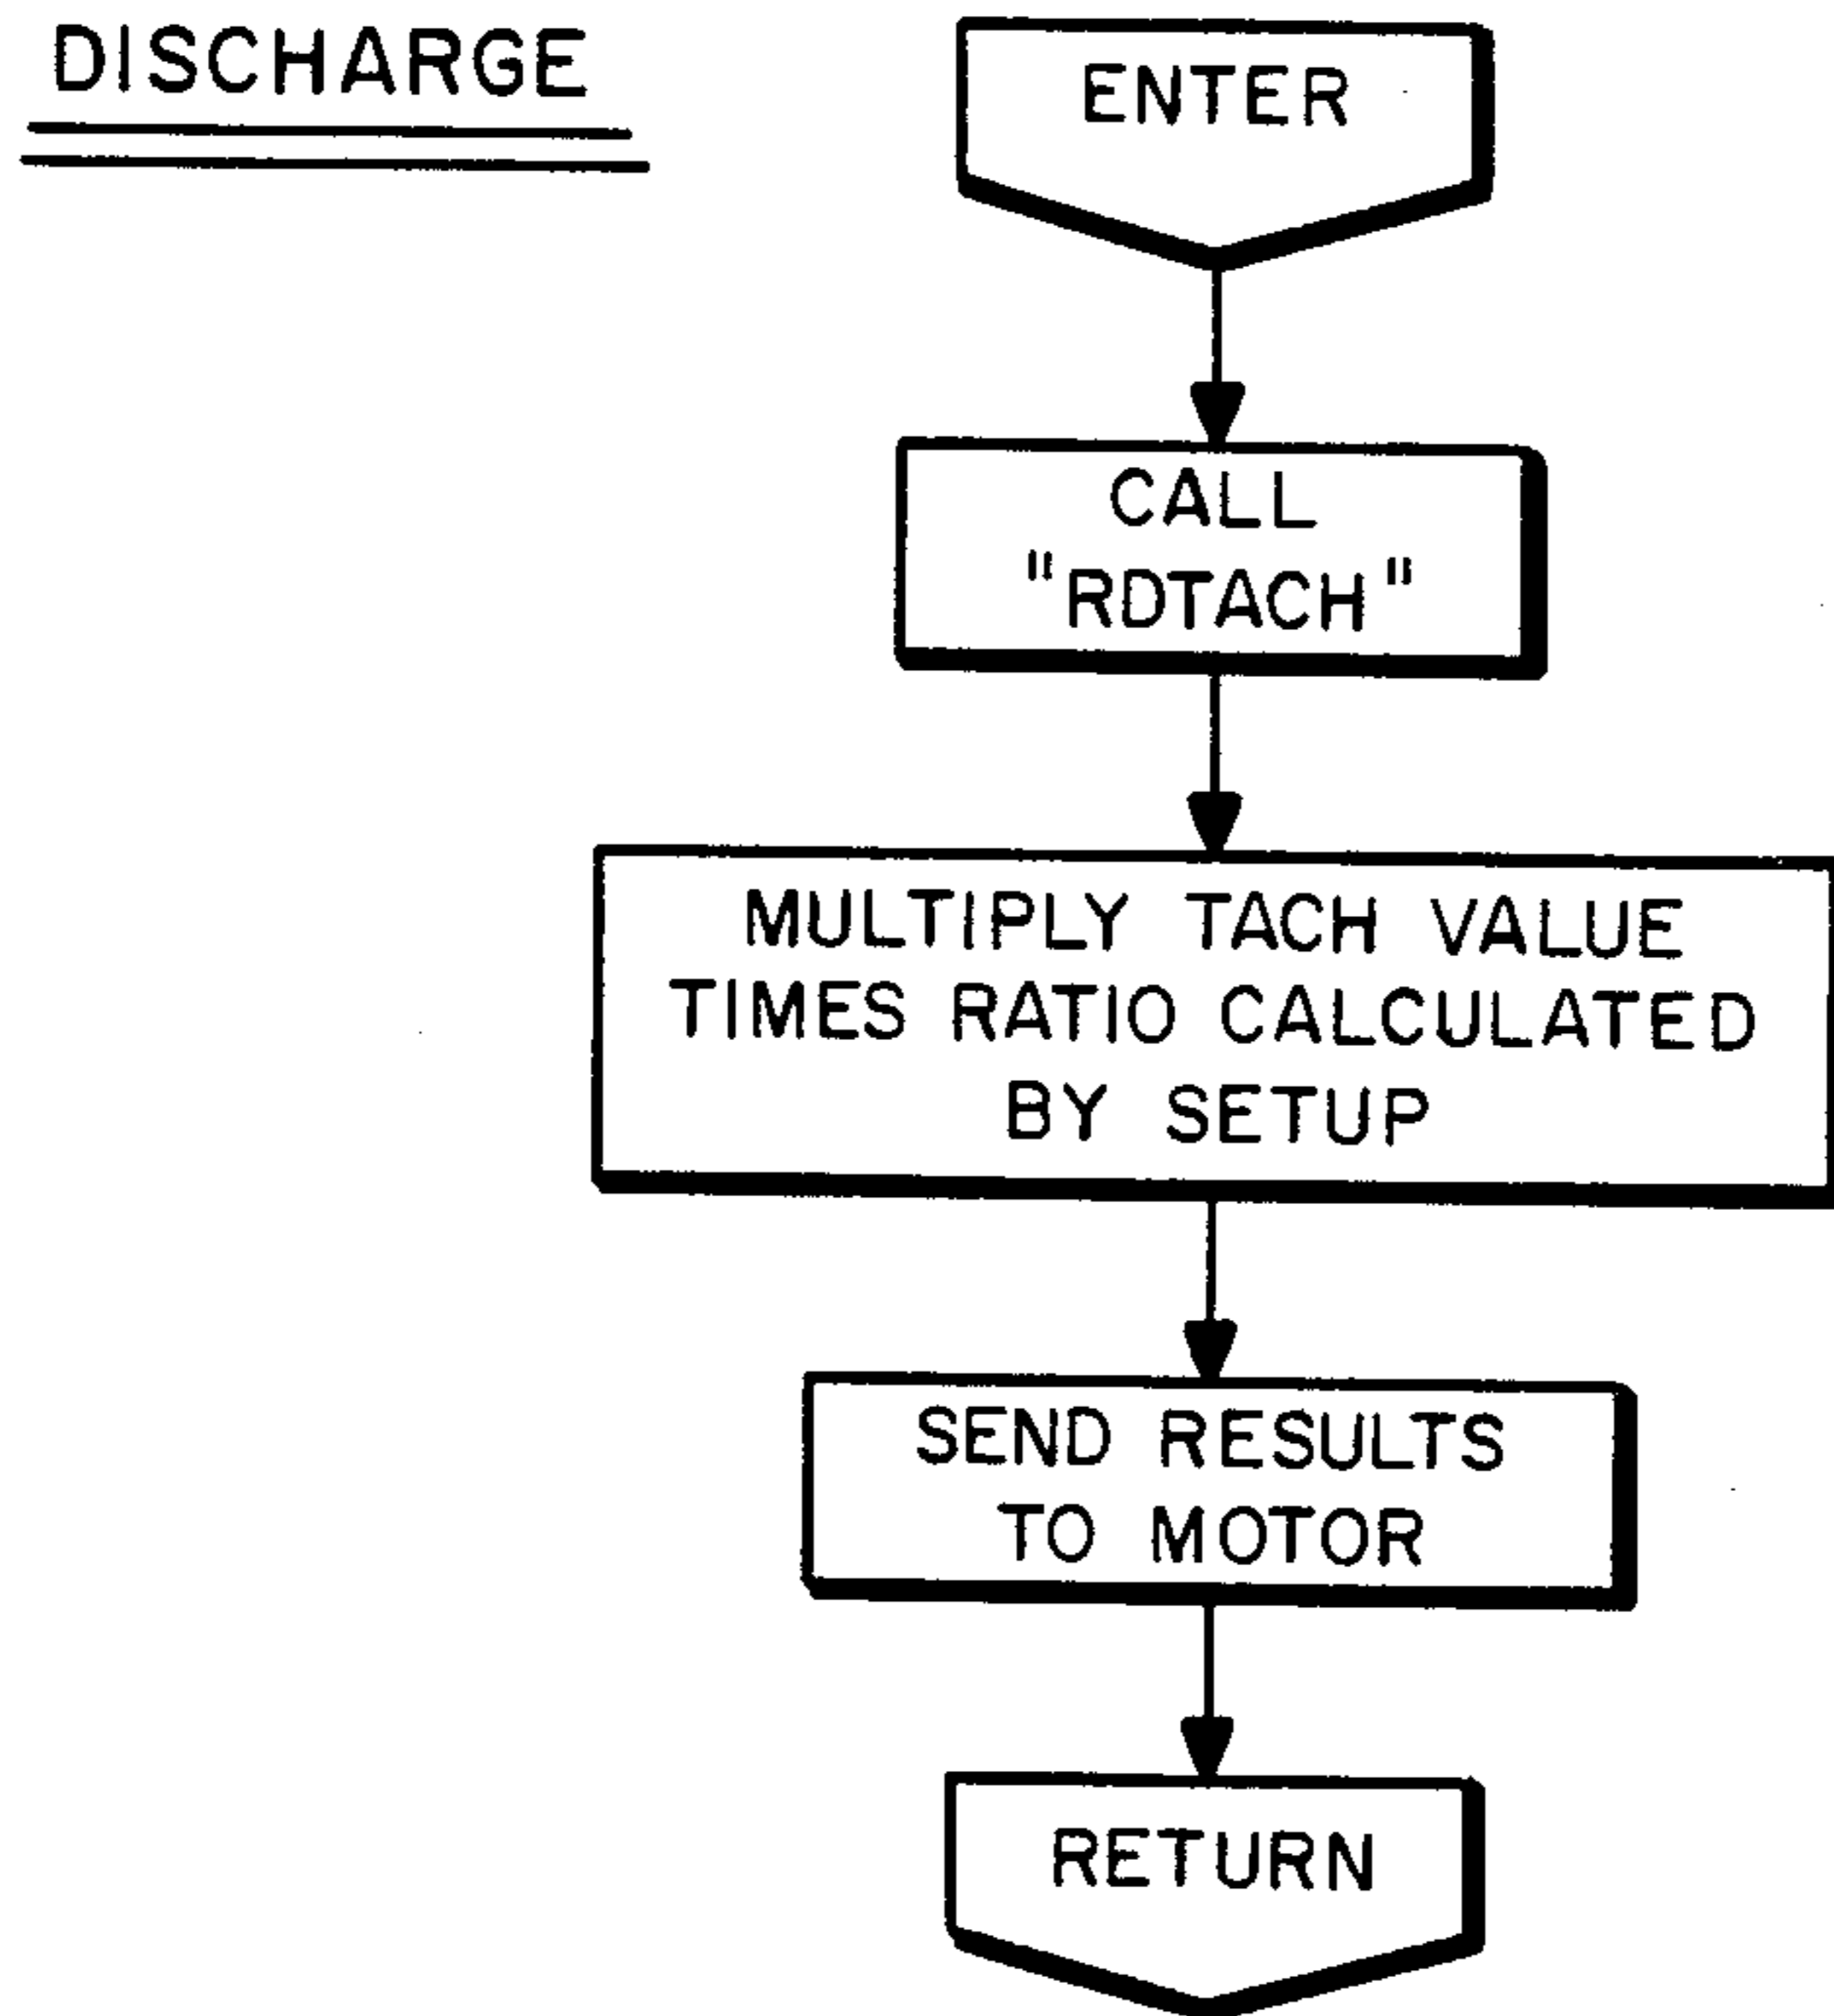 DISCHARGE
ENTER
CALL
"RDTACH"
MULTIPLY TACH VALUE
TIMES RATIO CALCULATED
BY SETUP
SEND RESULTS
TO MOTOR
RETURN